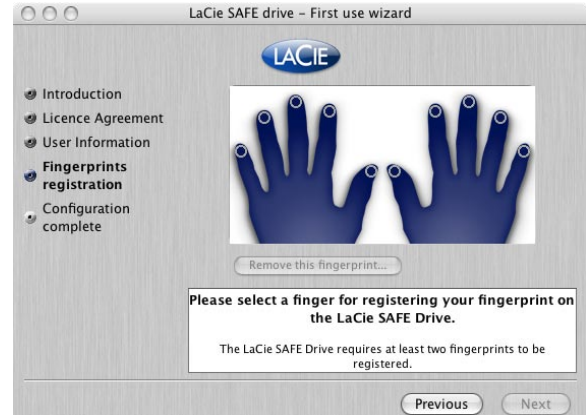 LaCie SAFE drive – First use wizard
LACIE
Introduction
Licence Agreement
User Information
Fingerprints
registration
Configuration
complete
Remove this fingerprint...
Please select a finger for registering your fingerprint on
the LaCie SAFE Drive.
The LaCie SAFE Drive requires at least two fingerprints to be
registered.
Previous
Next